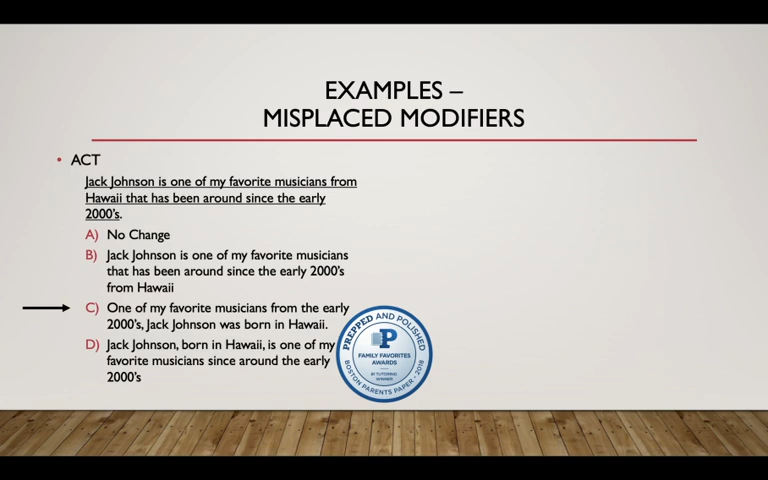 EXAMPLES –
MISPLACED MODIFIERS
• ACT
Jack Johnson is one of my favorite musicians from
Hawaii that has been around since the early
2000's.
A) No Change
B) Jack Johnson is one of my favorite musicians
that has been around since the early 2000's
from Hawaii
C) One of my favorite musicians from the early
2000's, Jack Johnson was born in Hawaii.
D) Jack Johnson, born in Hawaii, is one of my
favorite musicians since around the early
2000's
PREPPED AND POLISHED
P
FAMILY FAVORITES
AWARDS
#1 TUTORING
WINNER
BOSTON PARENTS PAPER - 2018